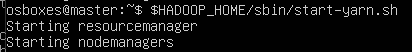 osboxes@master:~$ $HADOOP_HOME/sbin/start-yarn.sh
Starting resourcemanager
Starting nodemanagers